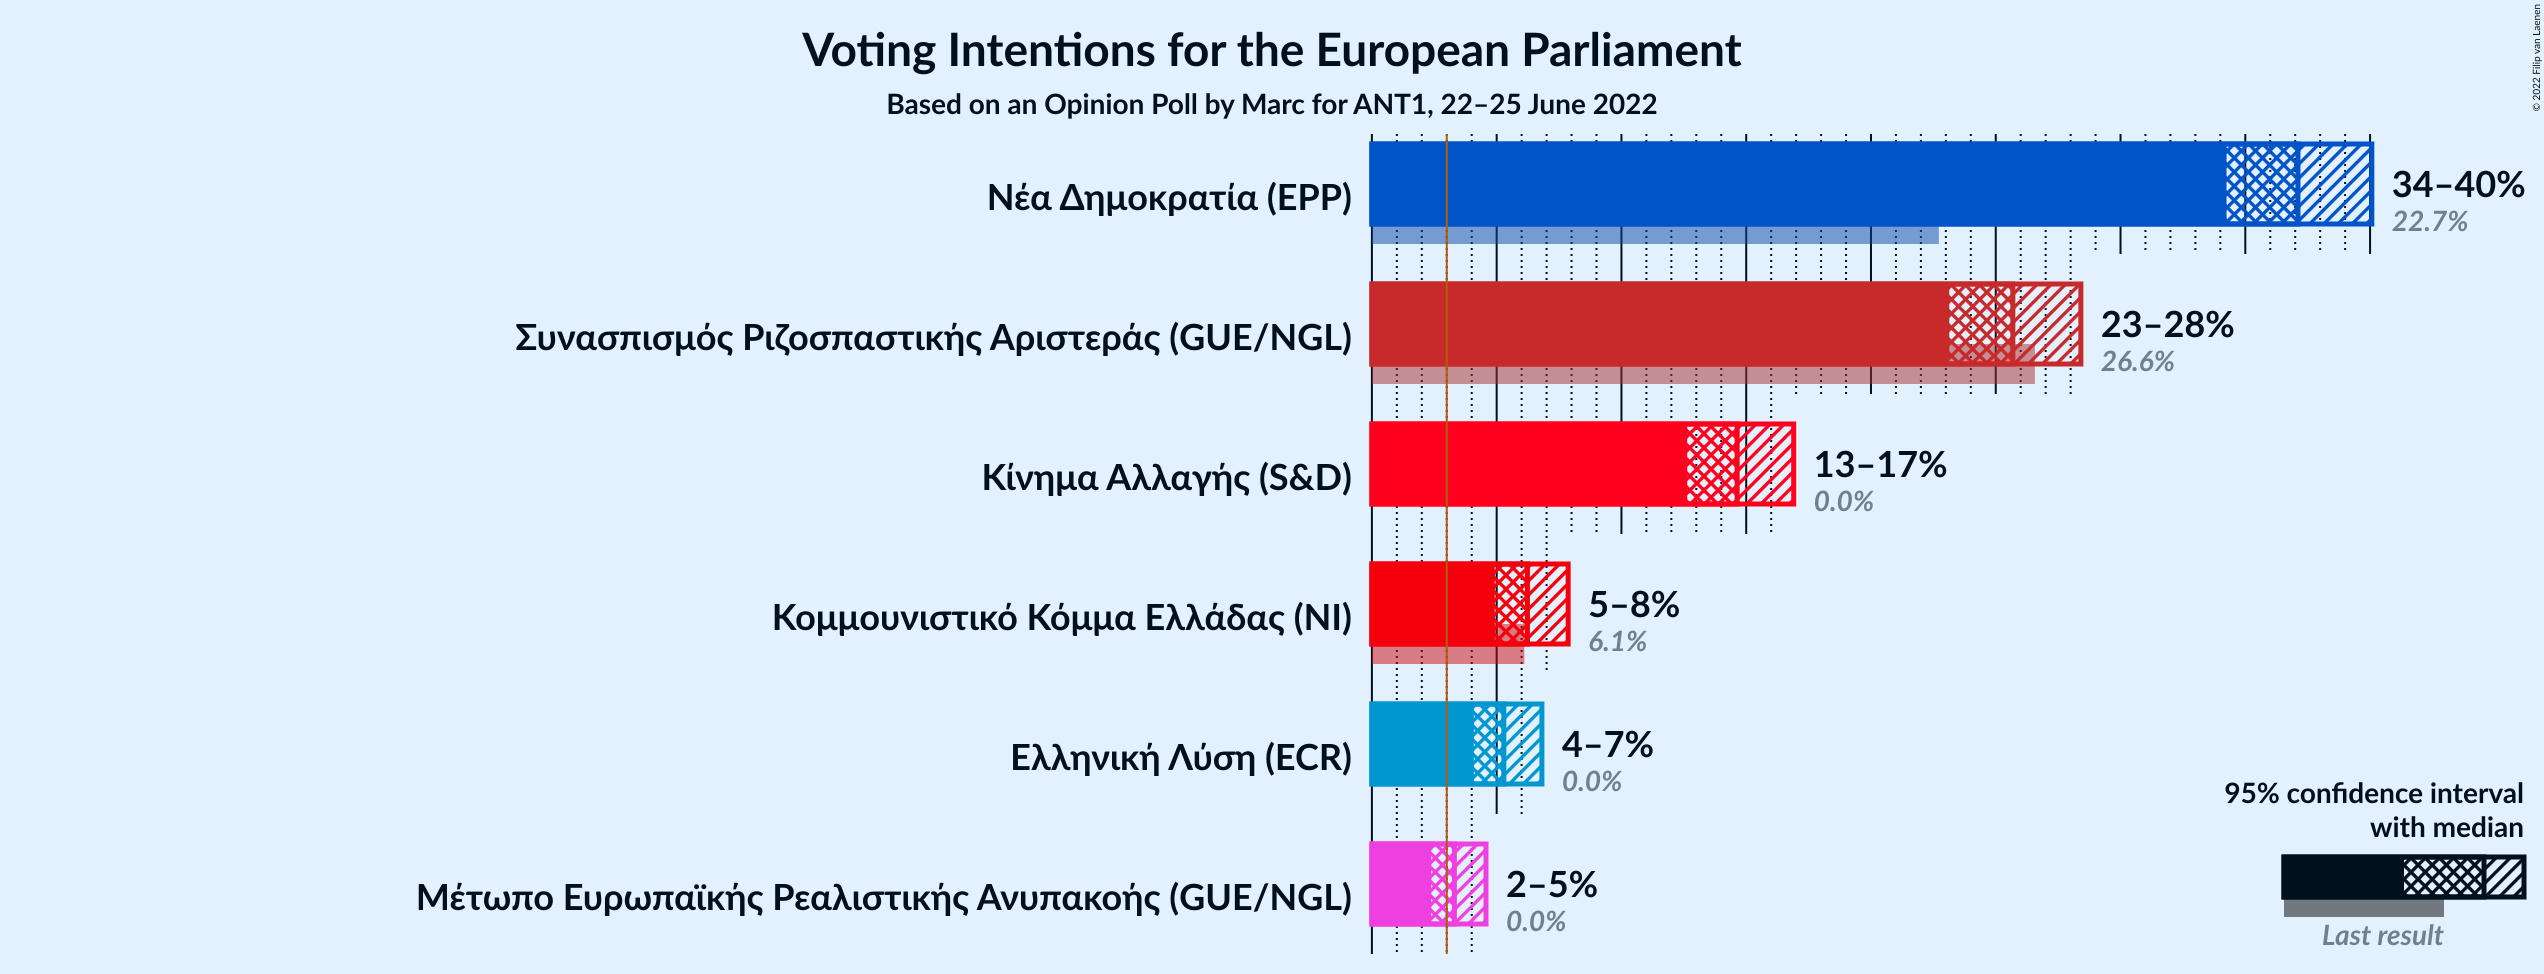 Voting Intentions for the European Parliament
Based on an Opinion Poll by Marc for ANT1, 22–25 June 2022
© 2022 Filip van Laenen
Νέα Δημοκρατία (EPP)
34–40%
22.7%
Συνασπισμός Ριζοσπαστικής Αριστεράς (GUE/NGL)
23–28%
26.6%
Κίνημα Αλλαγής (S&D)
13–17%
0.0%
Κομμουνιστικό Κόμμα Ελλάδας (NI)
5–8%
6.1%
Ελληνική Λύση (ECR)
4–7%
0.0%
Μέτωπο Ευρωπαϊκής Ρεαλιστικής Ανυπακοής (GUE/NGL)
2–5%
0.0%
95% confidence interval
with median
Last result